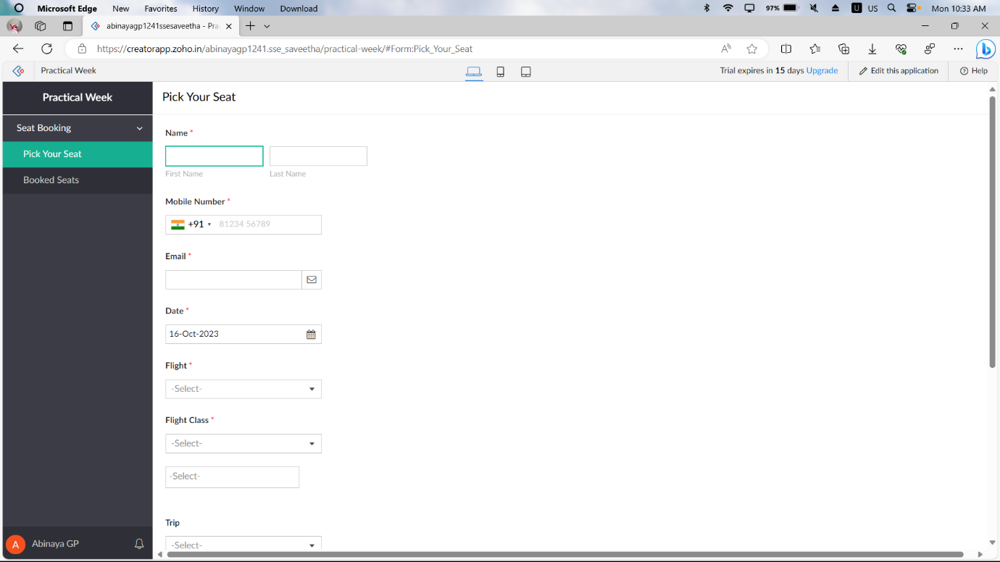 Microsoft Edge New Favorites History Window Download 97% U US Mon 10:33 AM
abinayagp1241ssesaveetha - Pra
https://creatorapp.zoho.in/abinayagp1241.sse_saveetha/practical-week/#Form:Pick_Your_Seat
Practical Week Trial expires in 15 days Upgrade Edit this application Help
Practical Week
Pick Your Seat
Seat Booking
Pick Your Seat
Booked Seats
Name *
First Name Last Name
Mobile Number *
+91 81234 56789
Email *
Date *
16-Oct-2023
Flight *
-Select-
Flight Class *
-Select-
-Select-
Trip
-Select-
A Abinaya GP